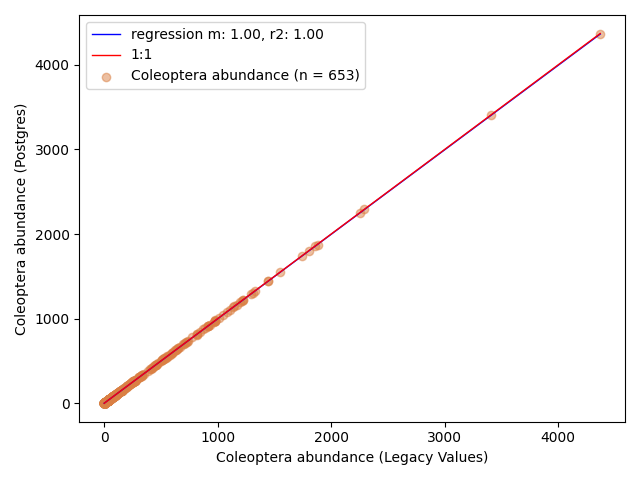 regression m: 1.00, r2: 1.00
1:1
Coleoptera abundance (n = 653)
Coleoptera abundance (Postgres)
4000
3000
2000
1000
0
0 1000 2000 3000 4000
Coleoptera abundance (Legacy Values)